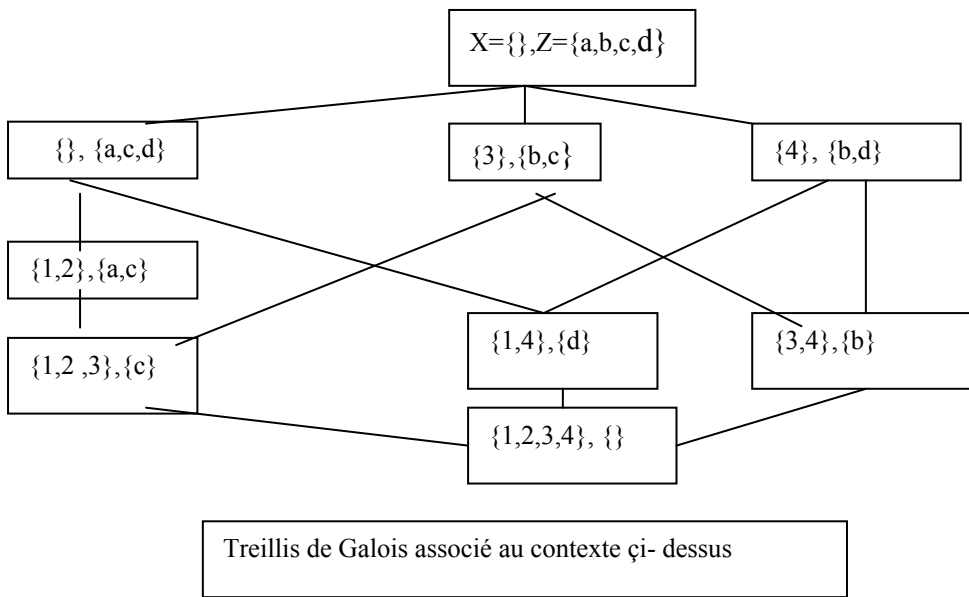 X={},Z={a,b,c,d}
{}, {a,c,d}
{3},{b,c}
{4}, {b,d}
{1,2},{a,c}
{1,2 ,3},{c}
{1,4},{d}
{3,4},{b}
{1,2,3,4}, {}
Treillis de Galois associé au contexte çi- dessus